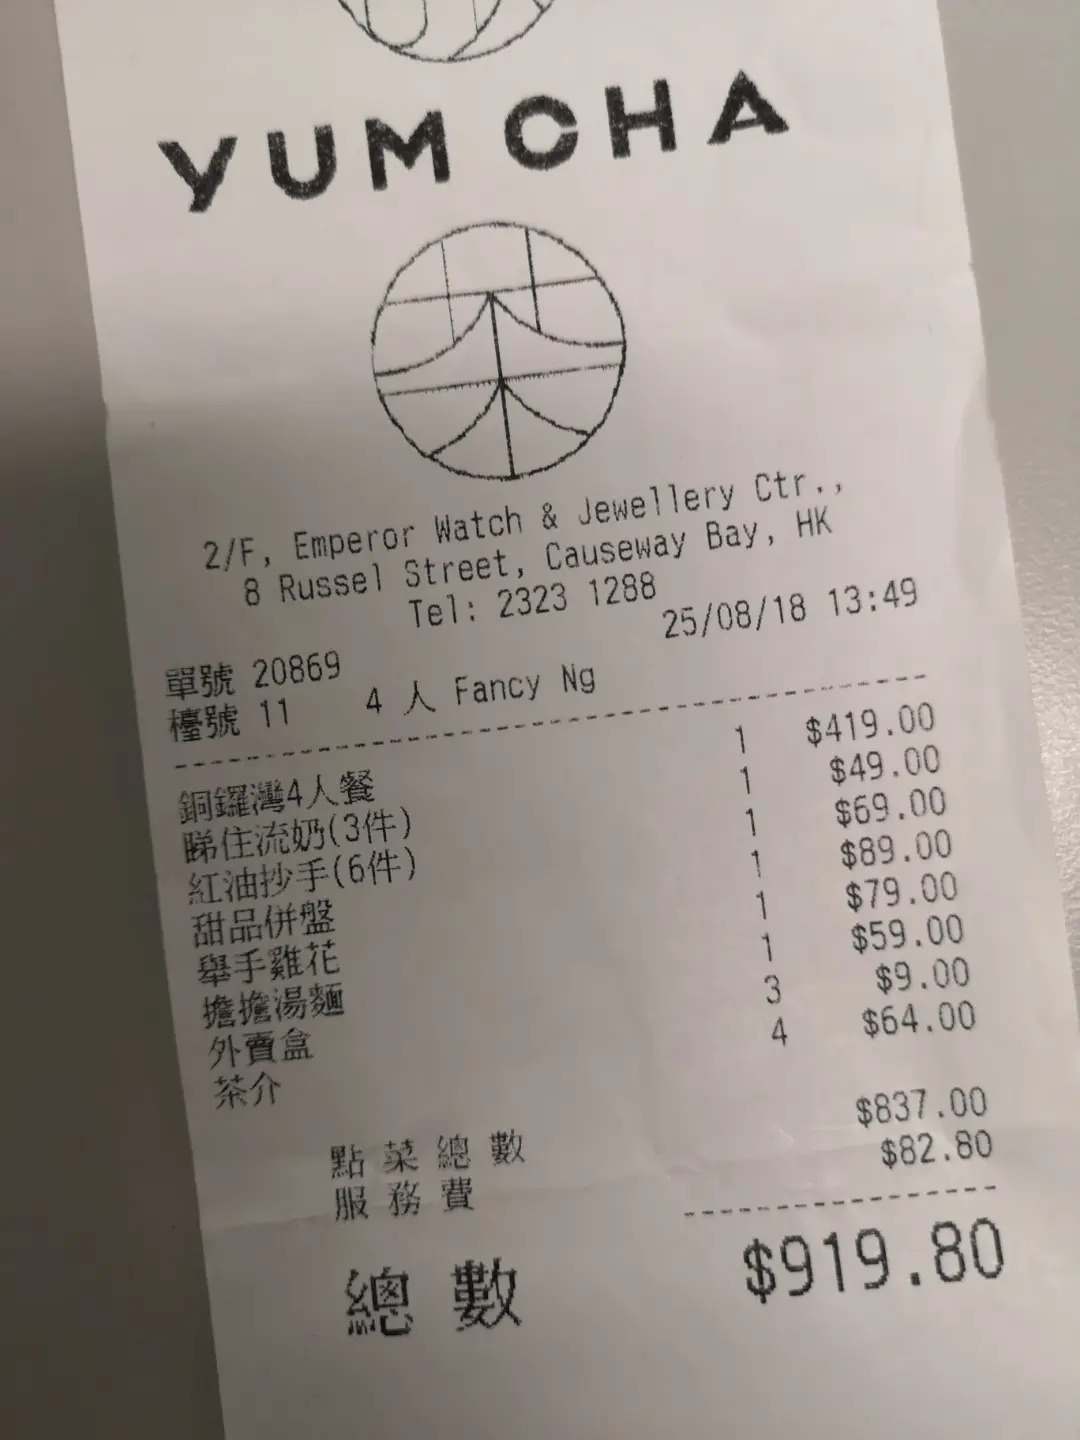 YUM CHA
2/F, Emperor Watch & Jewellery Ctr.,
8 Russel Street, Causeway Bay, HK
Tel: 2323 1288
25/08/18 13:49
單號 20869
檯號 11 4 人 Fancy Ng
銅鑼灣4人餐 1 $419.00
睇住流奶(3件) 1 $49.00
紅油抄手(6件) 1 $69.00
甜品併盤 1 $89.00
舉手雞花 1 $79.00
擔擔湯麵 1 $59.00
外賣盒 3 $9.00
茶介 4 $64.00
點菜總數 $837.00
服務費 $82.80
總數 $919.80